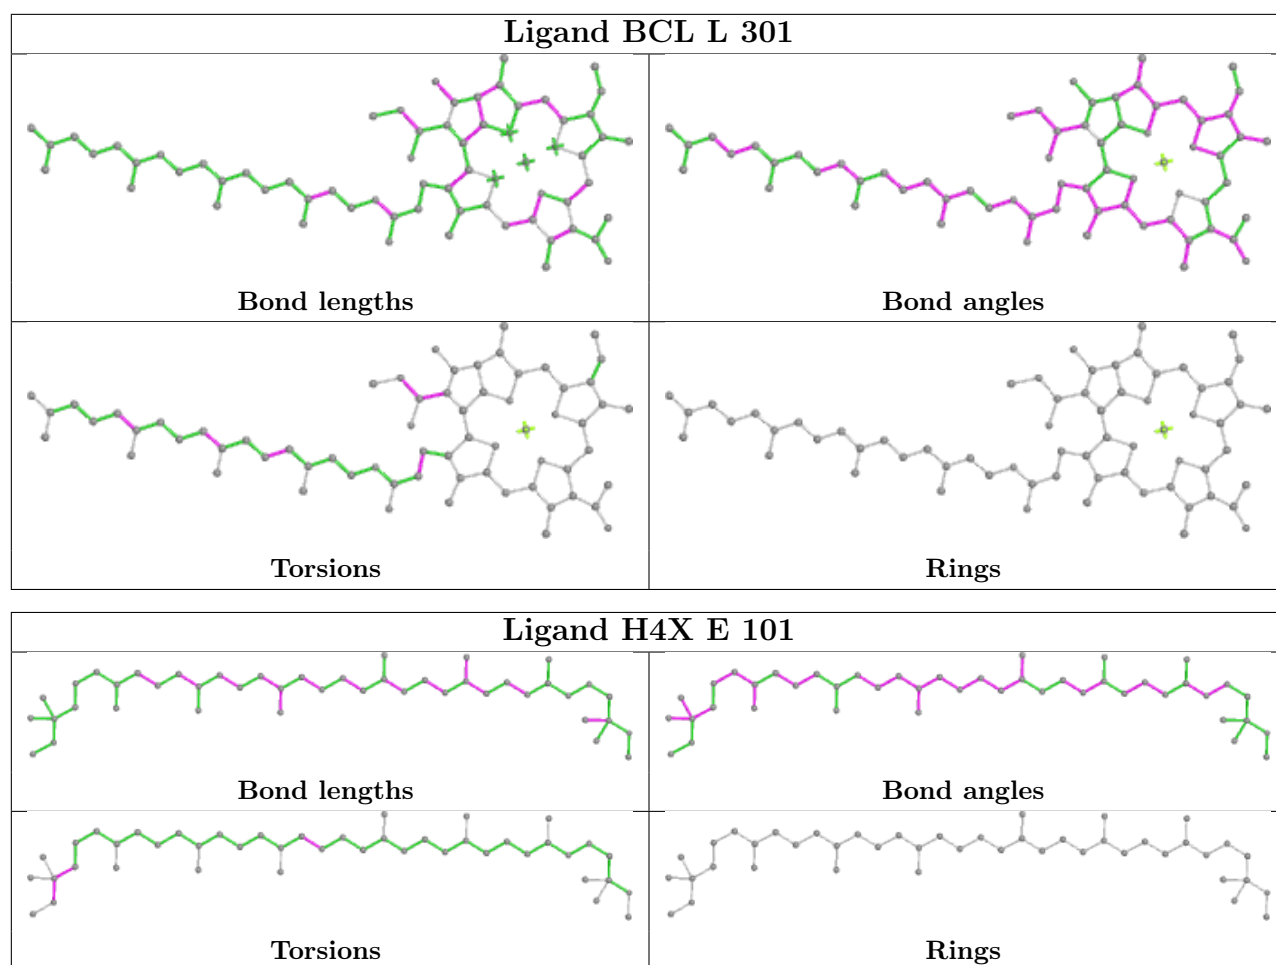 Ligand BCL L 301
Bond lengths
Bond angles
Torsions
Rings
Ligand H4X E 101
Bond lengths
Bond angles
Torsions
Rings